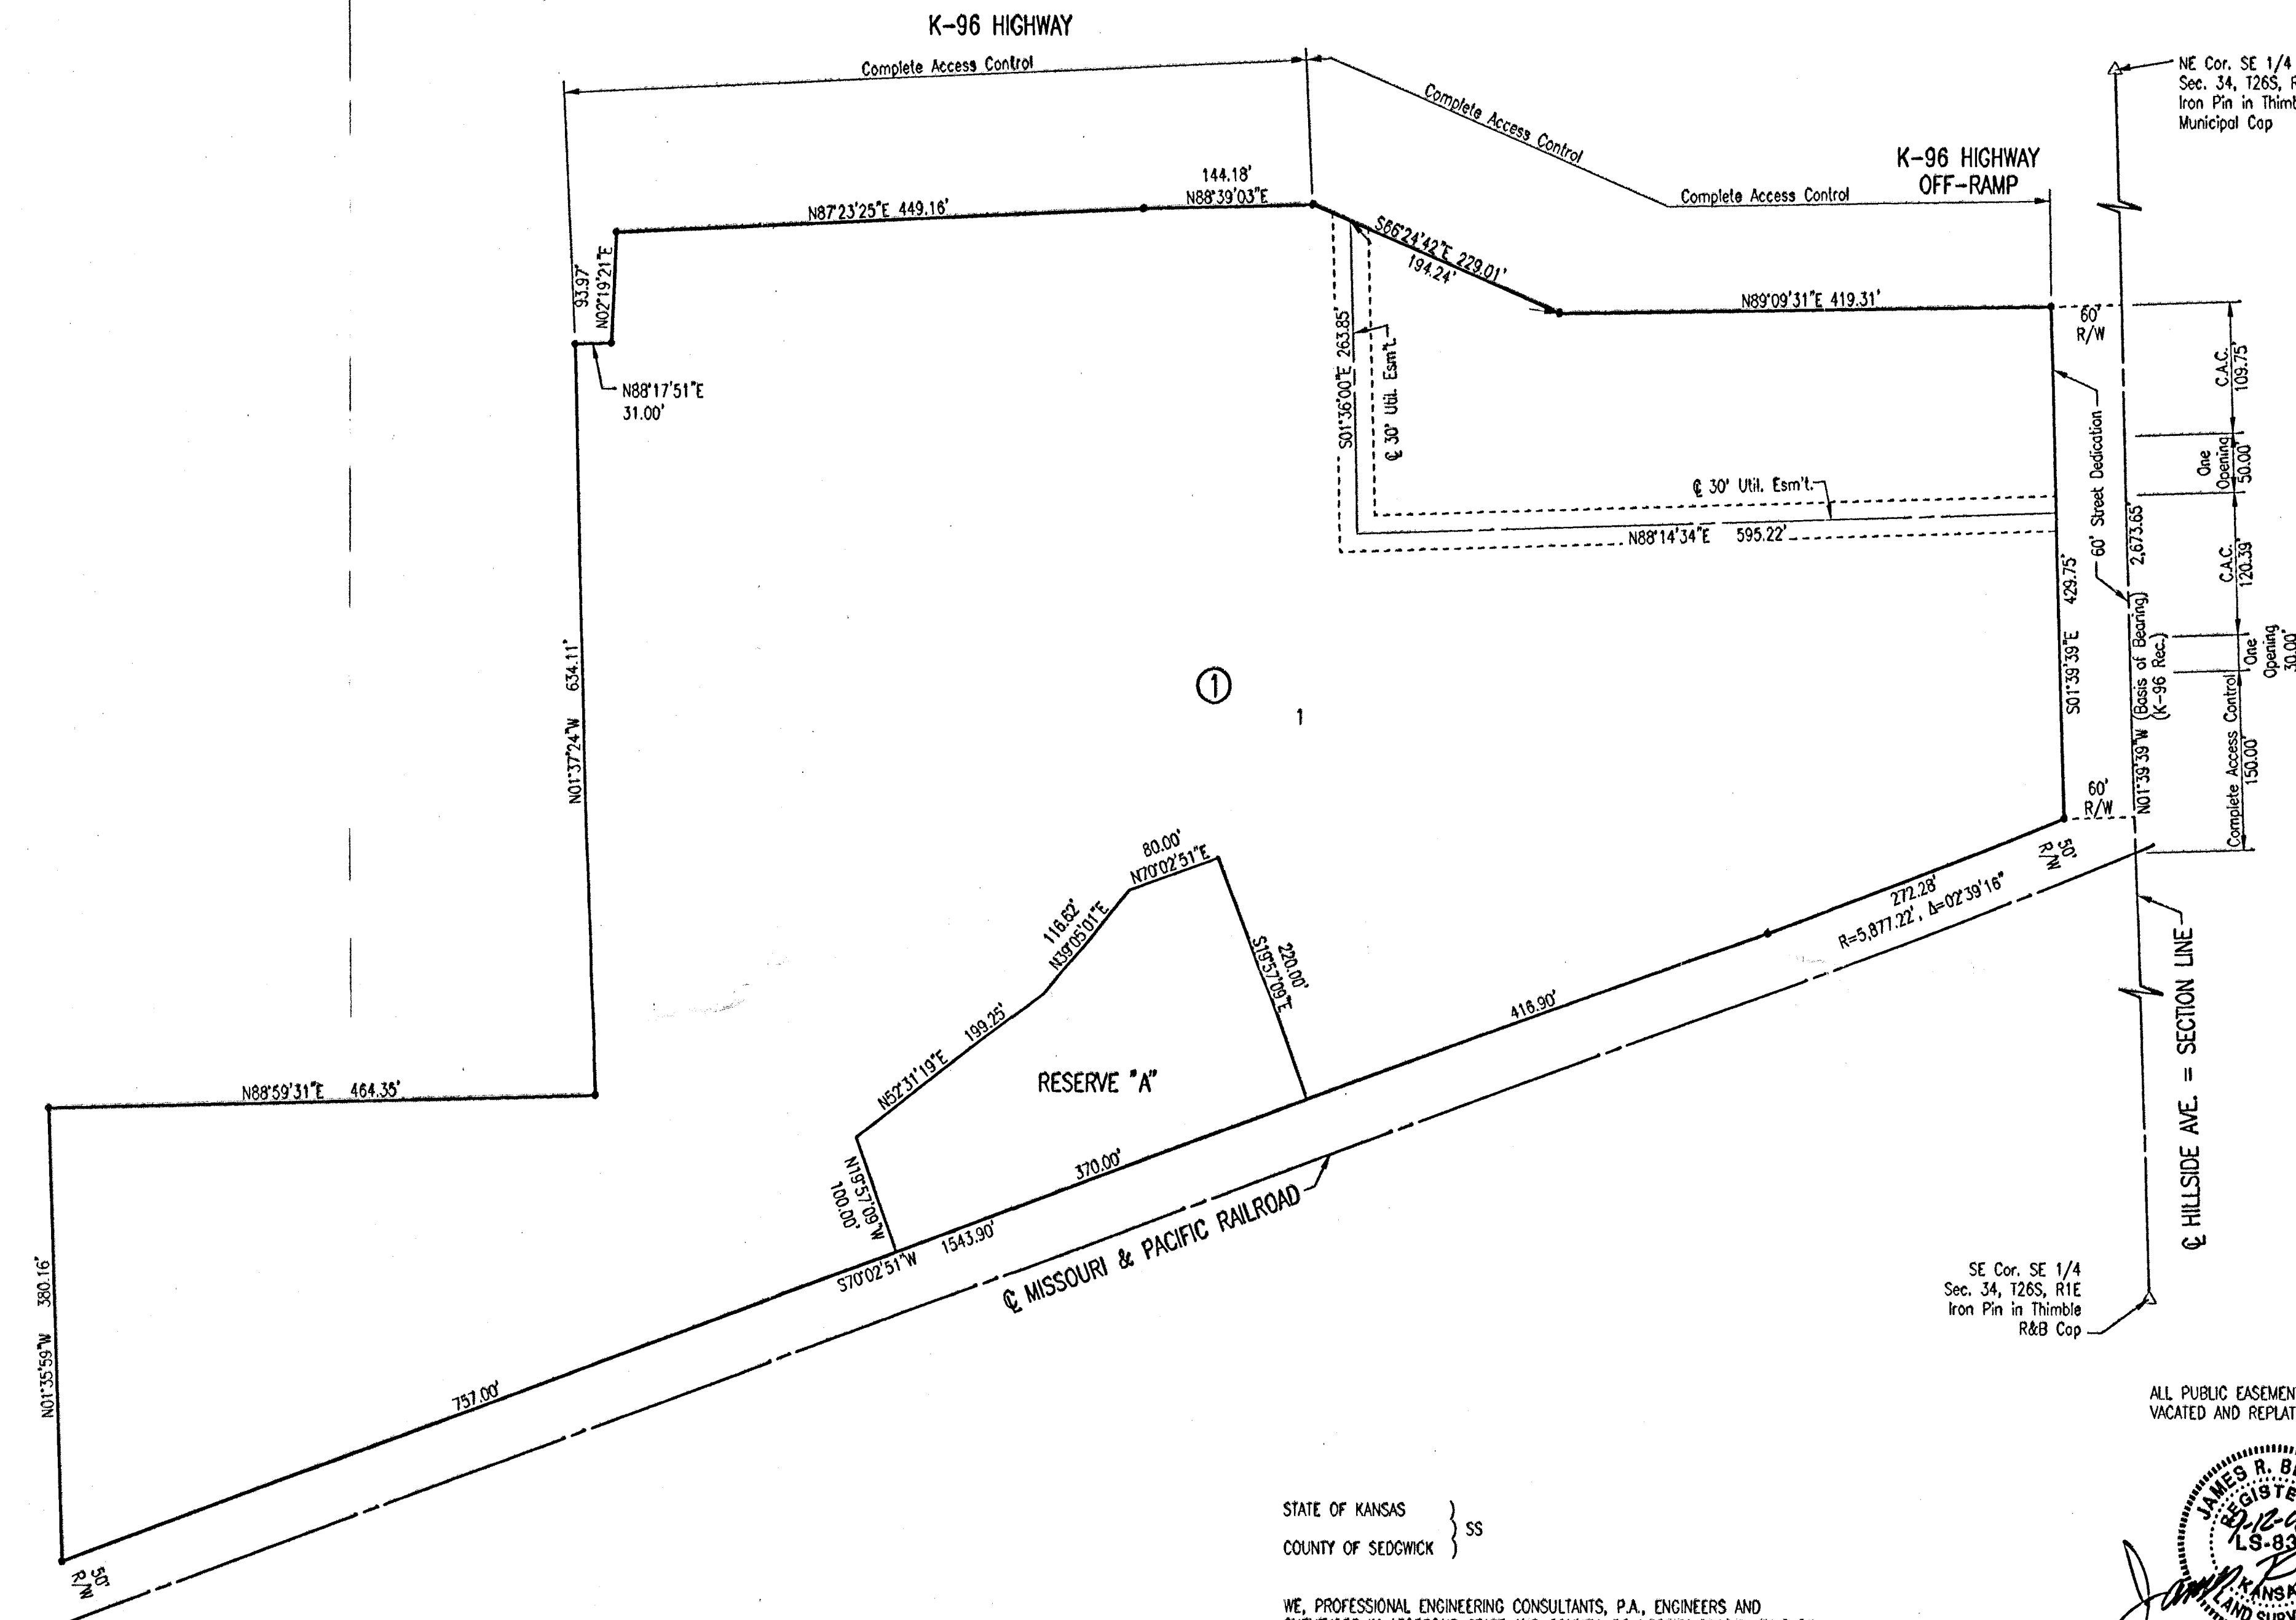 K-96 HIGHWAY
Complete Access Control
Complete Access Control
Complete Access Control
K-96 HIGHWAY
OFF-RAMP
NE Cor. SE 1/4
Sec. 34, T26S,
Iron Pin in
Municipal Cap
144.18'
N88°39'03"E
N87°23'25"E 449.16'
S66°24'42"E 229.01'
194.24'
N89°09'31"E 419.31'
60'
R/W
93.97'
N02°19'21"E
N88°17'51"E
31.00'
S01°36'00"E 263.85'
℄ 30' Util. Esm't.
℄ 30' Util. Esm't.
N88°14'34"E 595.22'
60' Street Dedication
C.A.C.
109.75'
One
Opening
50.00'
C.A.C.
120.39'
One
Opening
30.00'
Complete Access Control
150.00'
S01°39'39"E 429.75'
N01°39'39"W (Basis of Bearing) 2,673.65'
(K-96 Rec.)
60'
R/W
50'
R/W
N01°37'24"W 634.11'
1
1
80.00'
N70°02'51"E
116.62'
N39°05'01"E
N52°31'19"E 199.25'
220.00'
S19°57'09"E
RESERVE "A"
N19°57'09"W
100.00'
272.28'
R=5,877.22', Δ=02°39'16"
416.90'
370.00'
S70°02'51"W 1543.90'
757.00'
℄ MISSOURI & PACIFIC RAILROAD
N88°59'31"E 464.35'
N01°35'59"W 380.16'
50'
R/W
℄ HILLSIDE AVE. = SECTION LINE
SE Cor. SE 1/4
Sec. 34, T26S, R1E
Iron Pin in Thimble
R&B Cap
ALL PUBLIC
VACATED AND
STATE OF KANSAS
SS
COUNTY OF SEDGWICK
WE, PROFESSIONAL ENGINEERING CONSULTANTS, P.A., ENGINEERS AND
JAMES R.
LS-83
LAND